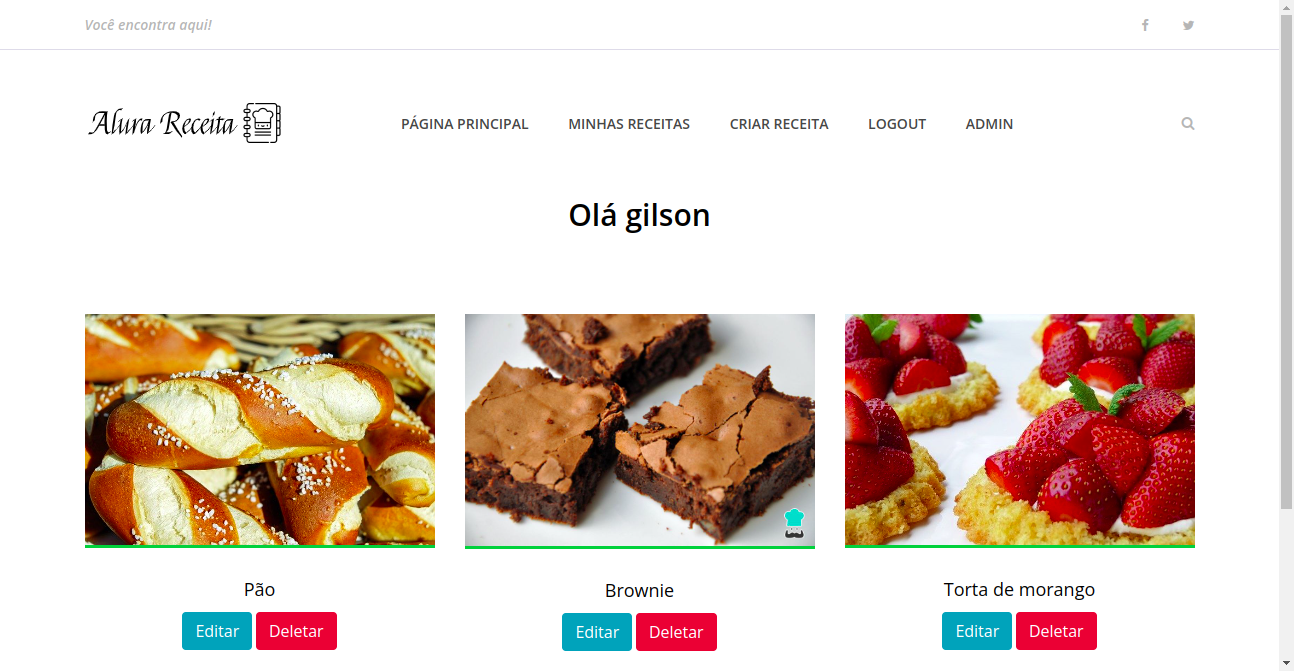 Você encontra aqui!
Alura Receita
PÁGINA PRINCIPAL MINHAS RECEITAS CRIAR RECEITA LOGOUT ADMIN
Olá gilson
Pão Brownie Torta de morango
Editar Deletar Editar Deletar Editar Deletar